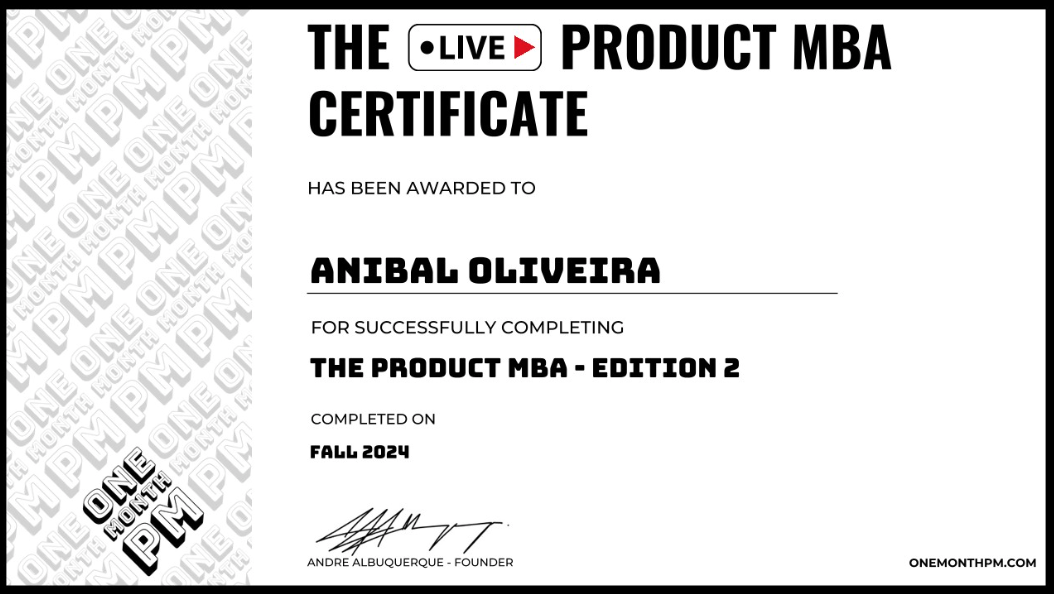 THE •LIVE PRODUCT MBA
CERTIFICATE
HAS BEEN AWARDED TO
ANIBAL OLIVEIRA
FOR SUCCESSFULLY COMPLETING
THE PRODUCT MBA - EDITION 2
COMPLETED ON
FALL 2024
ANDRE ALBUQUERQUE - FOUNDER
ONE
MONTH
PM
ONEMONTHPM.COM